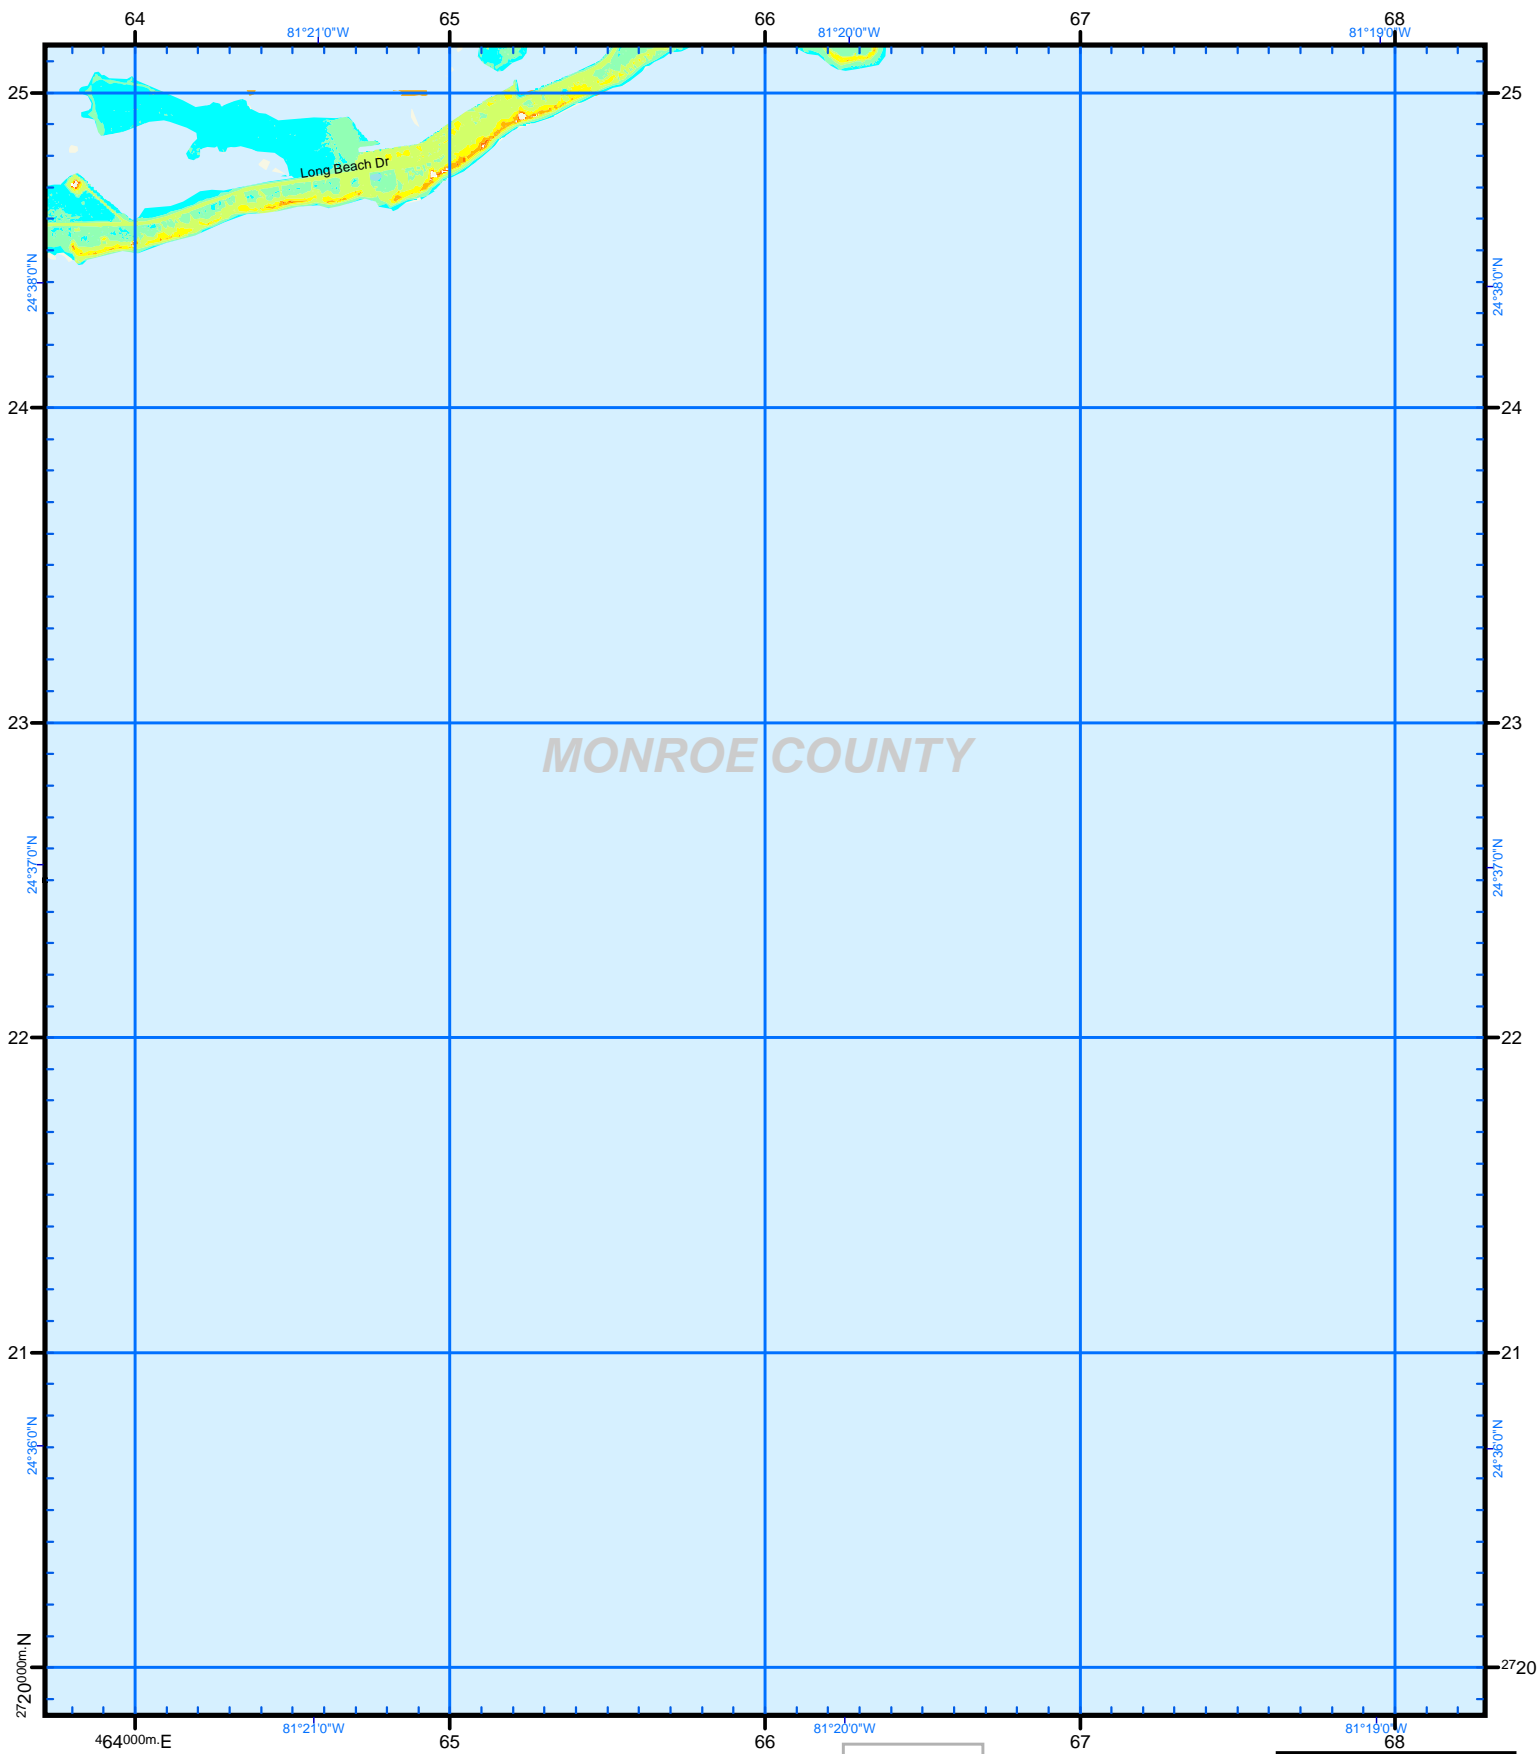 64 65 66 67 68
81°21'0"W 81°20'0"W 81°19'0"W
25 25
Long Beach Dr
24°38'0"N 24°38'0"N
24 24
23 23
MONROE COUNTY
24°37'0"N 24°37'0"N
22 22
21 21
24°36'0"N 24°36'0"N
2720000m.N 2720
81°21'0"W 81°20'0"W 81°19'0"W
464000m.E 65 66 67 68